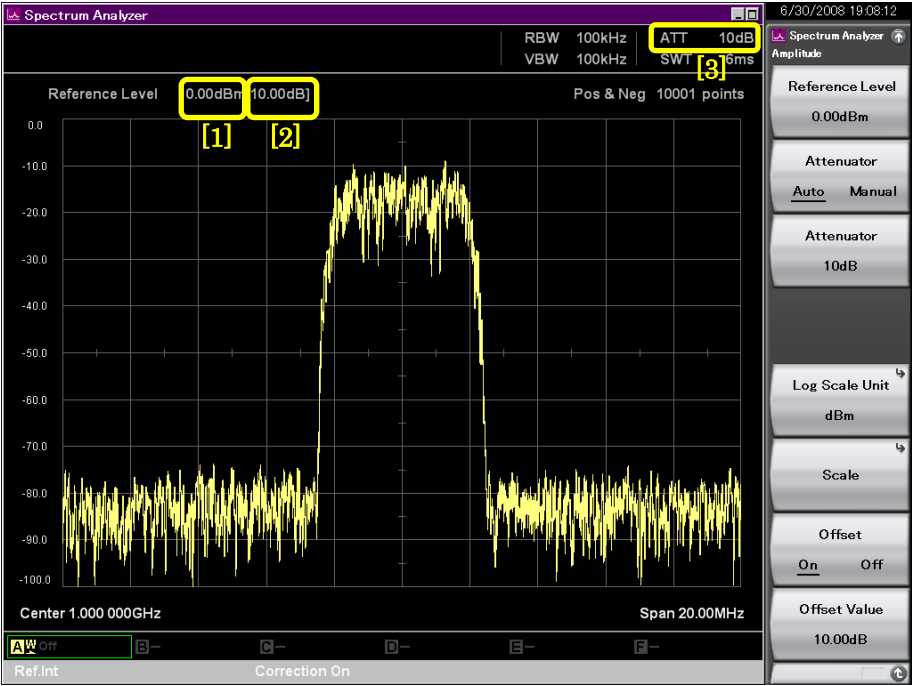 Spectrum Analyzer
6/30/2008 19:08:12
RBW 100kHz ATT 10dB
VBW 100kHz SWT 6ms
[3]
Reference Level 0.00dBm[10.00dB] Pos & Neg 10001 points
[1] [2]
0.0
-10.0
-20.0
-30.0
-40.0
-50.0
-60.0
-70.0
-80.0
-90.0
-100.0
Center 1.000 000GHz Span 20.00MHz
A W Off B- C- D- E- F-
Ref.Int Correction On
Spectrum Analyzer
Amplitude
Reference Level
0.00dBm
Attenuator
Auto Manual
Attenuator
10dB
Log Scale Unit
dBm
Scale
Offset
On Off
Offset Value
10.00dB